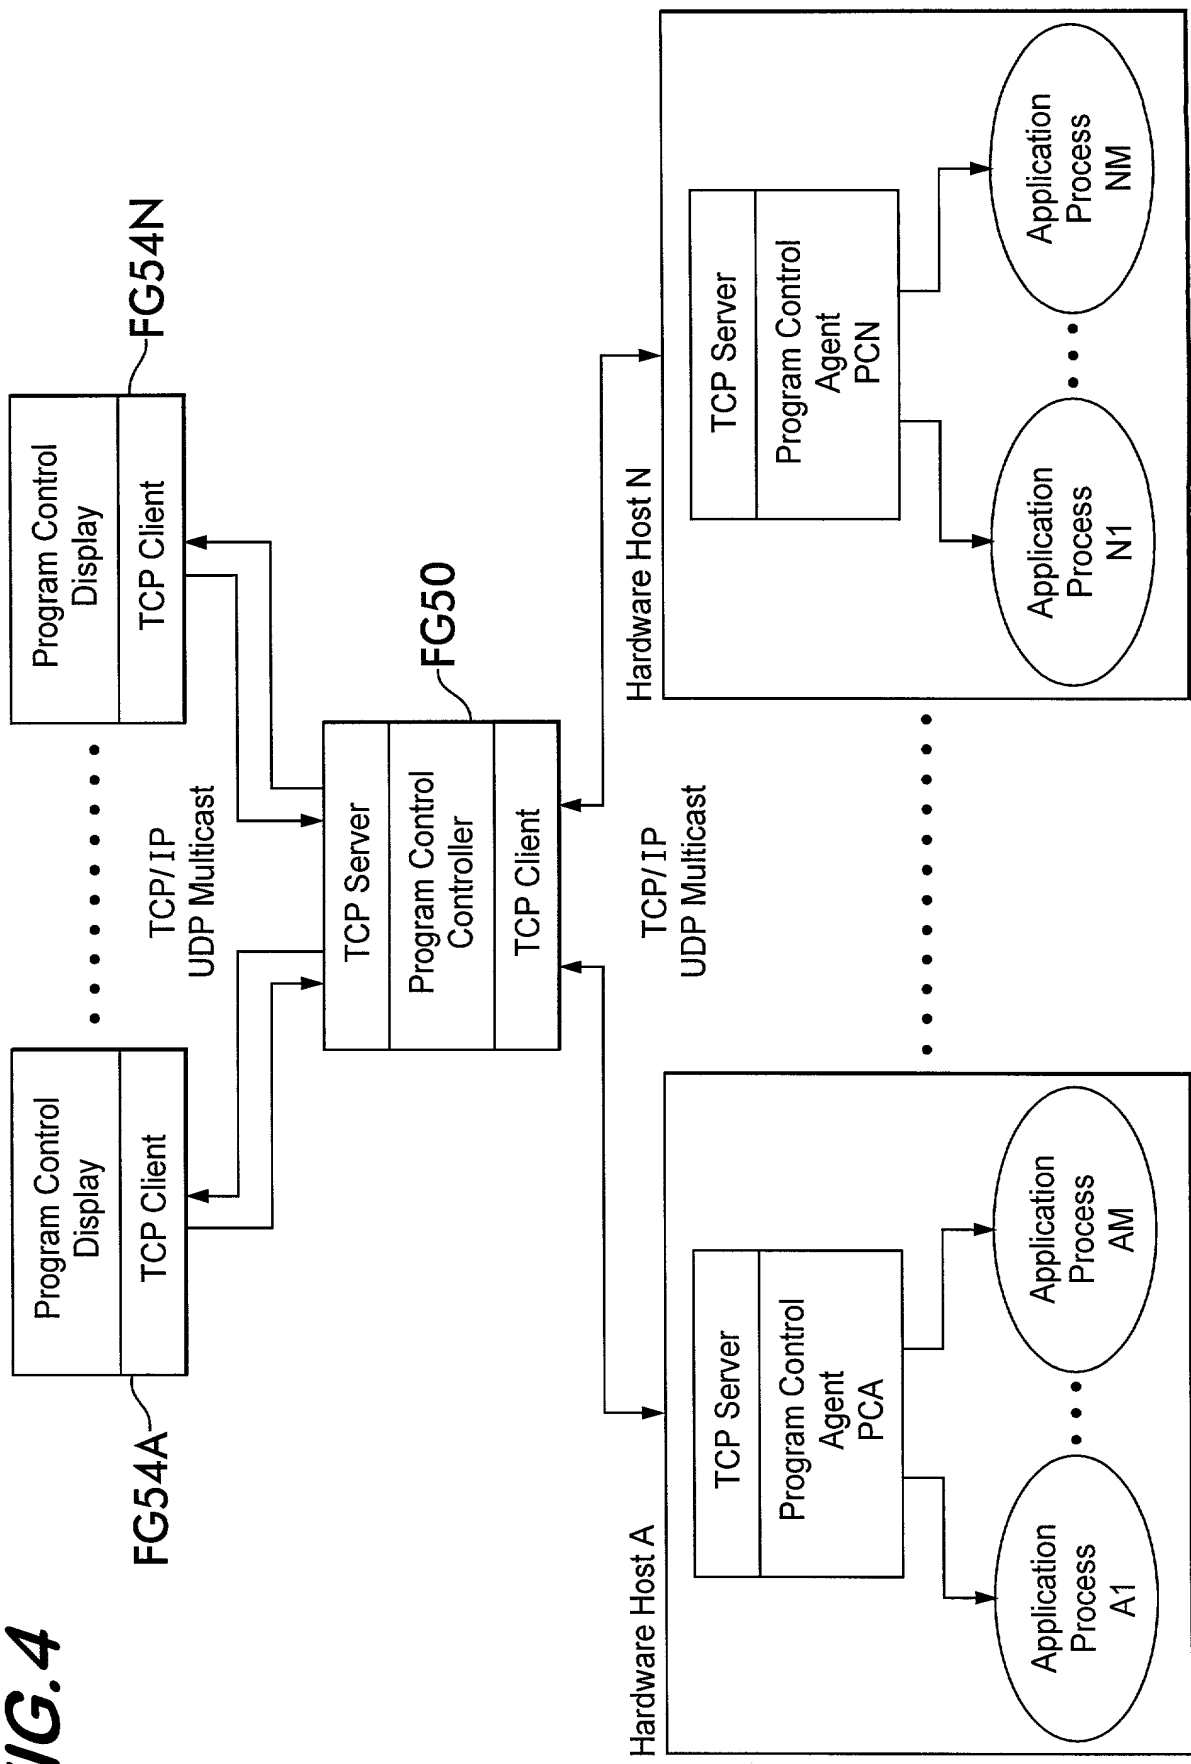 FIG.4
FG54A
Program Control
Display
TCP Client
Program Control
Display
TCP Client
FG54N
TCP/IP
UDP Multicast
TCP Server
Program Control
Controller
TCP Client
FG50
TCP/IP
UDP Multicast
Hardware Host A
TCP Server
Program Control
Agent
PCA
Application
Process
A1
Application
Process
AM
Hardware Host N
TCP Server
Program Control
Agent
PCN
Application
Process
N1
Application
Process
NM